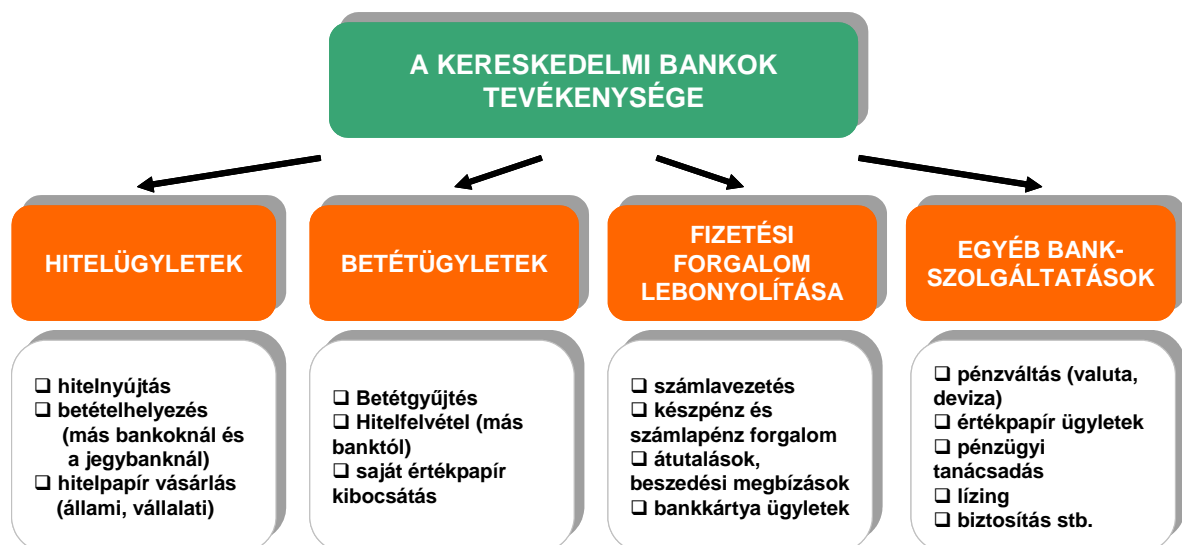 A KERESKEDELMI BANKOK
TEVÉKENYSÉGE
HITELÜGYLETEK
BETÉTÜGYLETEK
FIZETÉSI
FORGALOM
LEBONYOLÍTÁSA
EGYÉB BANK-
SZOLGÁLTATÁSOK
❑ hitelnyújtás
❑ betételhelyezés
(más bankoknál és
a jegybanknál)
❑ hitelpapír vásárlás
(állami, vállalati)
❑ Betétgyűjtés
❑ Hitelfelvétel (más
banktól)
❑ saját értékpapír
kibocsátás
❑ számlavezetés
❑ készpénz és
számlapénz forgalom
❑ átutalások,
beszedési megbízások
❑ bankkártya ügyletek
❑ pénzváltás (valuta,
deviza)
❑ értékpapír ügyletek
❑ pénzügyi
tanácsadás
❑ lízing
❑ biztosítás stb.